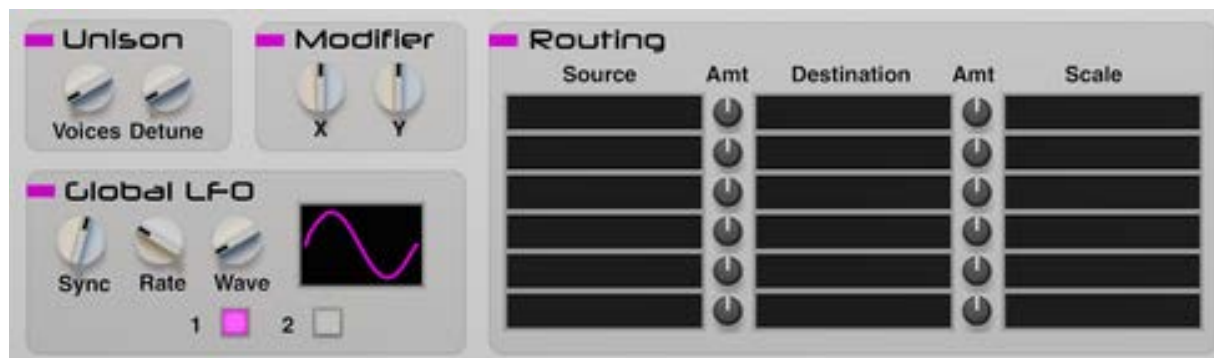 Unison
Voices Detune
Modifier
X Y
Global LFO
Sync Rate Wave
1 2
Routing
Source Amt Destination Amt Scale